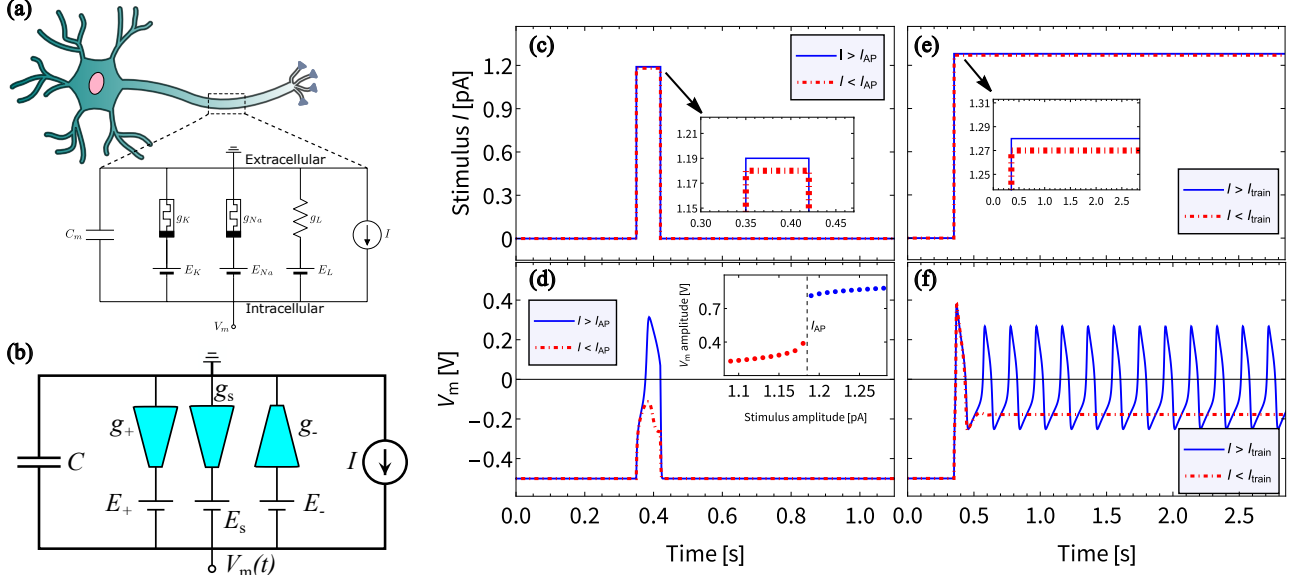 (a)
Extracellular
C_m
g_K
g_Na
g_L
I
E_K
E_Na
E_L
Intracellular
V_m
(b)
g+
g_s
g-
C
I
E+
E_s
E-
V_m(t)
(c)
Stimulus I [pA]
1.2
0.9
0.6
0.3
0
I > I_AP
I < I_AP
1.21
1.19
1.17
1.15
0.30
0.35
0.40
0.45
(d)
V_m [V]
0.4
0.2
0
−0.2
−0.4
I > I_AP
I < I_AP
V_m amplitude [V]
0.7
0.4
I_AP
1.10
1.15
1.2
1.25
Stimulus amplitude [pA]
0.0
0.2
0.4
0.6
0.8
1.0
Time [s]
(e)
1.31
1.29
1.27
1.25
0.0
0.5
1.0
1.5
2.0
2.5
I > I_train
I < I_train
(f)
I > I_train
I < I_train
0.0
0.5
1.0
1.5
2.0
2.5
Time [s]